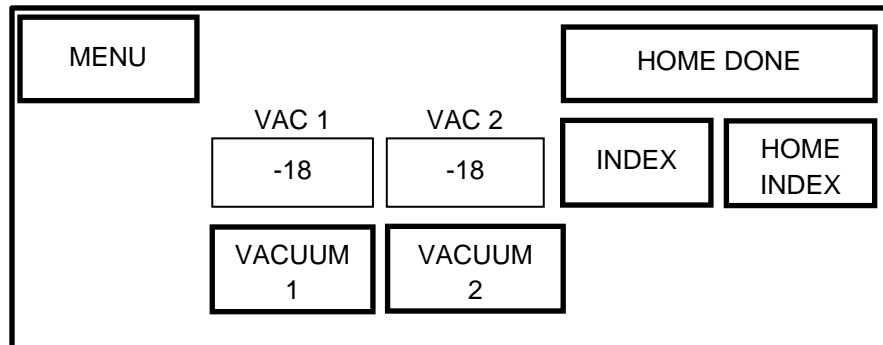 MENU
HOME DONE
VAC 1
VAC 2
-18
-18
INDEX
HOME
INDEX
VACUUM
1
VACUUM
2